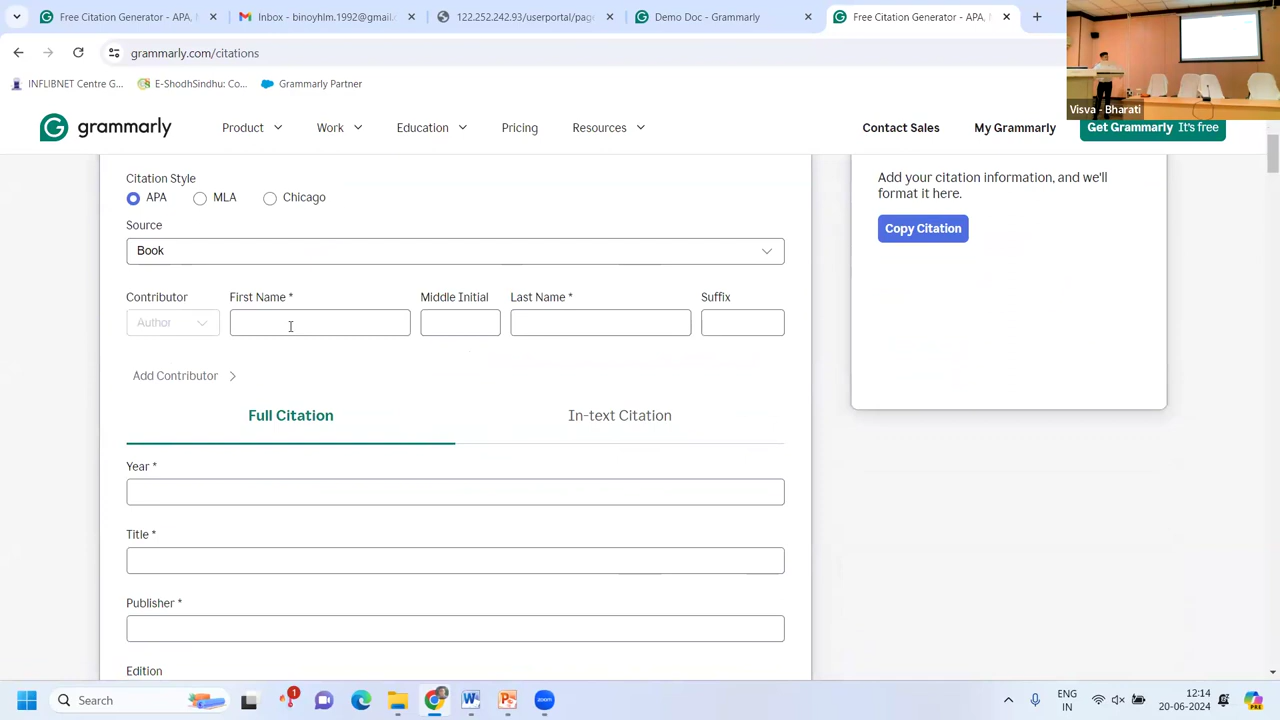 Free Citation Generator - APA,
Inbox - binoyhlm.1992@gmail.
122.252.242.93/userportal/page
Demo Doc - Grammarly
Free Citation Generator - APA, M
grammarly.com/citations
INFLIBNET Centre G...
E-ShodhSindhu: Co...
Grammarly Partner
Visva - Bharati
grammarly
Product
Work
Education
Pricing
Resources
Contact Sales
My Grammarly
Get Grammarly It's free
Citation Style
APA
MLA
Chicago
Source
Book
Contributor
First Name *
Middle Initial
Last Name *
Suffix
Author
Add Contributor
Full Citation
In-text Citation
Year *
Title *
Publisher *
Edition
Add your citation information, and we'll
format it here.
Copy Citation
Search
1
zoom
ENG
IN
12:14
20-06-2024
PRE